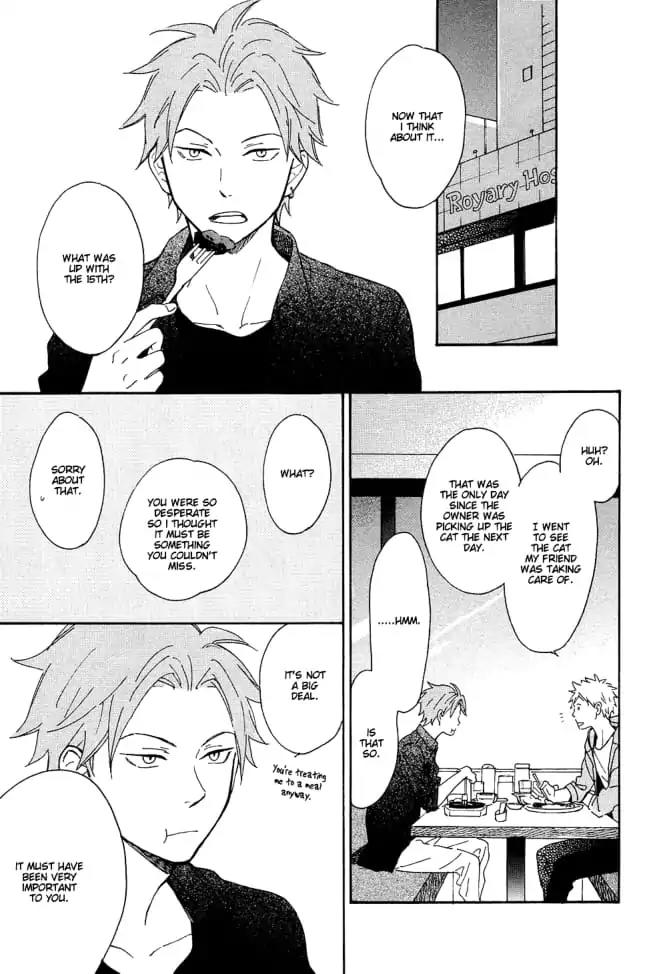 Royary Hos
NOW THAT
I THINK
ABOUT IT...
WHAT WAS
UP WITH
THE 15TH?
HUH?
OH.
I WENT
TO SEE
THE CAT
MY FRIEND
WAS TAKING
CARE OF.
THAT WAS
THE ONLY DAY
SINCE THE
OWNER WAS
PICKING UP THE
CAT THE NEXT
DAY.
.....HMM.
IS
THAT
SO.
WHAT?
YOU WERE SO
DESPERATE
SO I THOUGHT
IT MUST BE
SOMETHING
YOU COULDN'T
MISS.
SORRY
ABOUT
THAT.
IT'S NOT
A BIG
DEAL.
You're treating
me to a meal
anyway.
IT MUST HAVE
BEEN VERY
IMPORTANT
TO YOU.